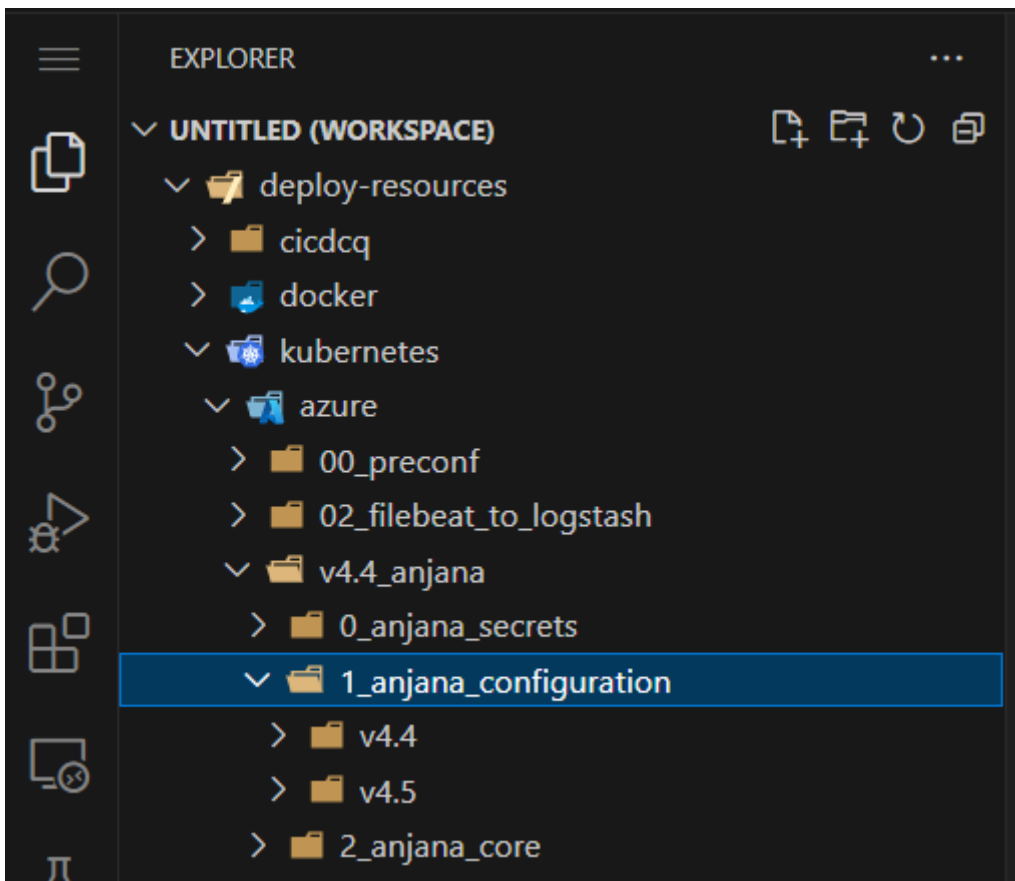 EXPLORER
UNTITLED (WORKSPACE)
deploy-resources
cicdcq
docker
kubernetes
azure
00_preconf
02_filebeat_to_logstash
v4.4_anjana
0_anjana_secrets
1_anjana_configuration
v4.4
v4.5
2_anjana_core